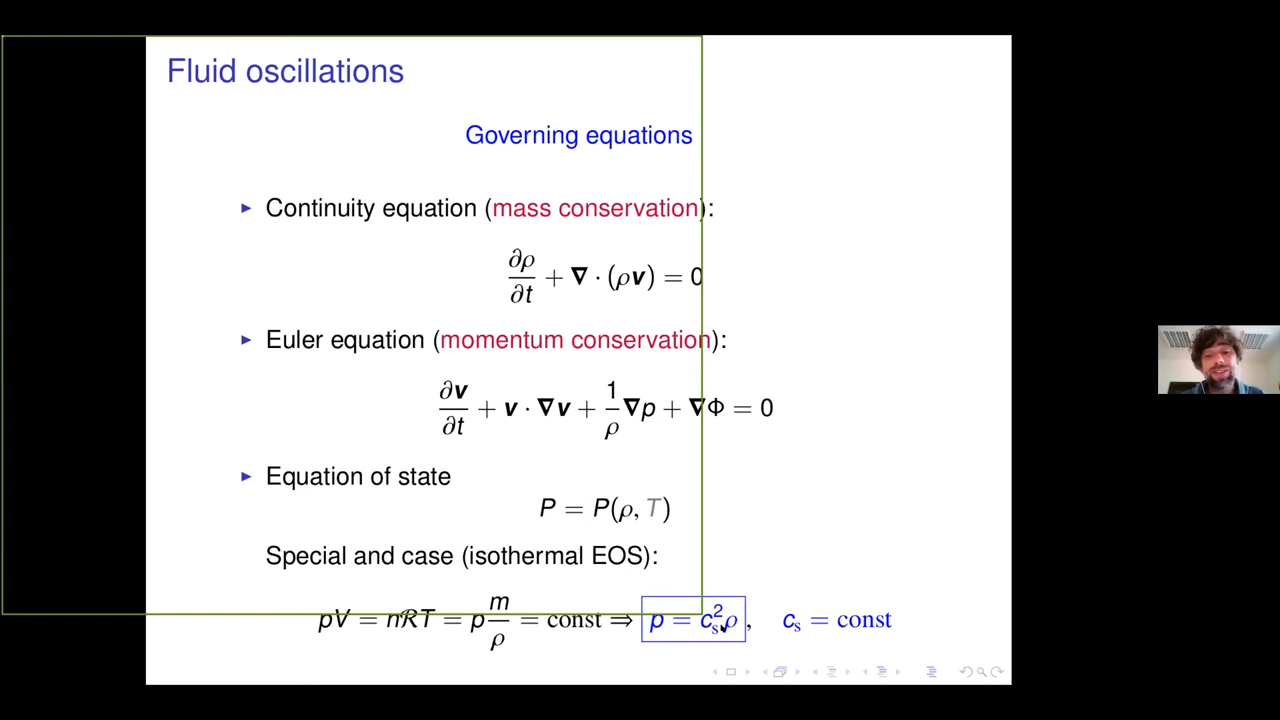 Fluid oscillations
Governing equations
► Continuity equation (mass conservation):
∂ρ/∂t + ∇ · (ρv) = 0
► Euler equation (momentum conservation):
∂v/∂t + v · ∇v + 1/ρ ∇p + ∇Φ = 0
► Equation of state
P = P(ρ, T)
Special and case (isothermal EOS):
pV = nℛT = p m/ρ = const ⇒ p = c_s^2 ρ, c_s = const